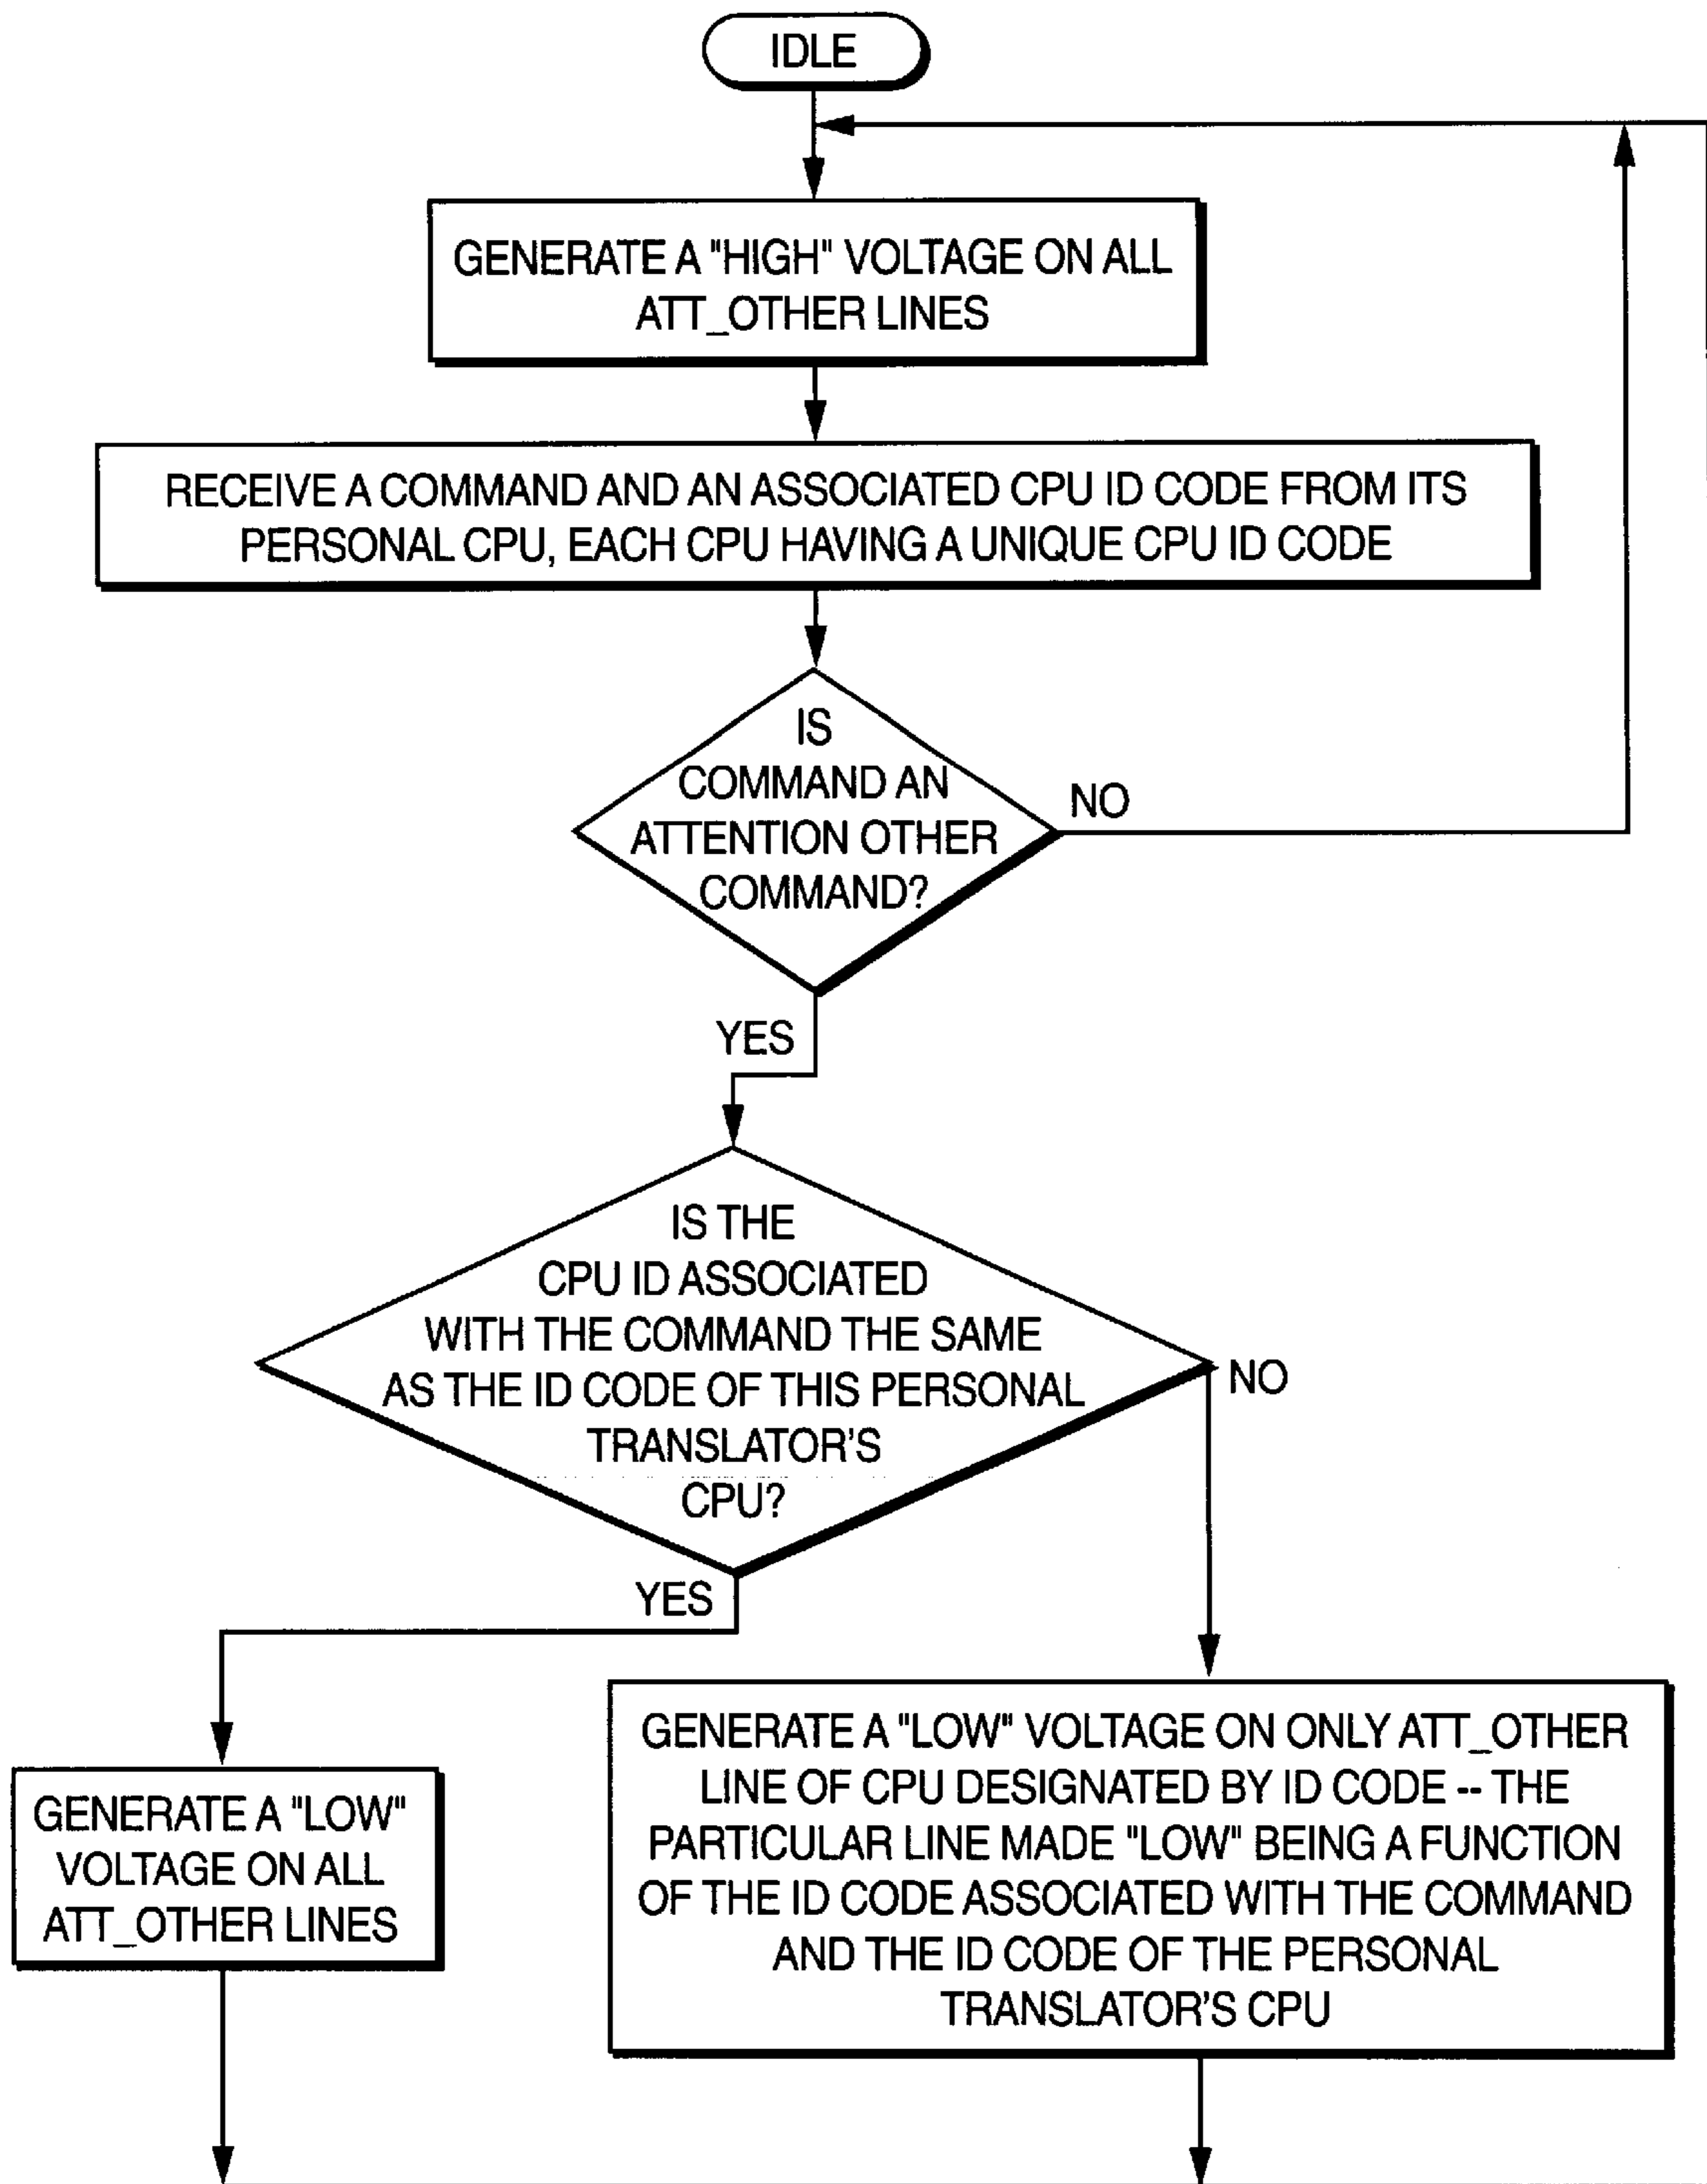 IDLE
GENERATE A "HIGH" VOLTAGE ON ALL
ATT_OTHER LINES
RECEIVE A COMMAND AND AN ASSOCIATED CPU ID CODE FROM ITS
PERSONAL CPU, EACH CPU HAVING A UNIQUE CPU ID CODE
IS
COMMAND AN
ATTENTION OTHER
COMMAND?
NO
YES
IS THE
CPU ID ASSOCIATED
WITH THE COMMAND THE SAME
AS THE ID CODE OF THIS PERSONAL
TRANSLATOR'S
CPU?
NO
YES
GENERATE A "LOW"
VOLTAGE ON ALL
ATT_OTHER LINES
GENERATE A "LOW" VOLTAGE ON ONLY ATT_OTHER
LINE OF CPU DESIGNATED BY ID CODE -- THE
PARTICULAR LINE MADE "LOW" BEING A FUNCTION
OF THE ID CODE ASSOCIATED WITH THE COMMAND
AND THE ID CODE OF THE PERSONAL
TRANSLATOR'S CPU